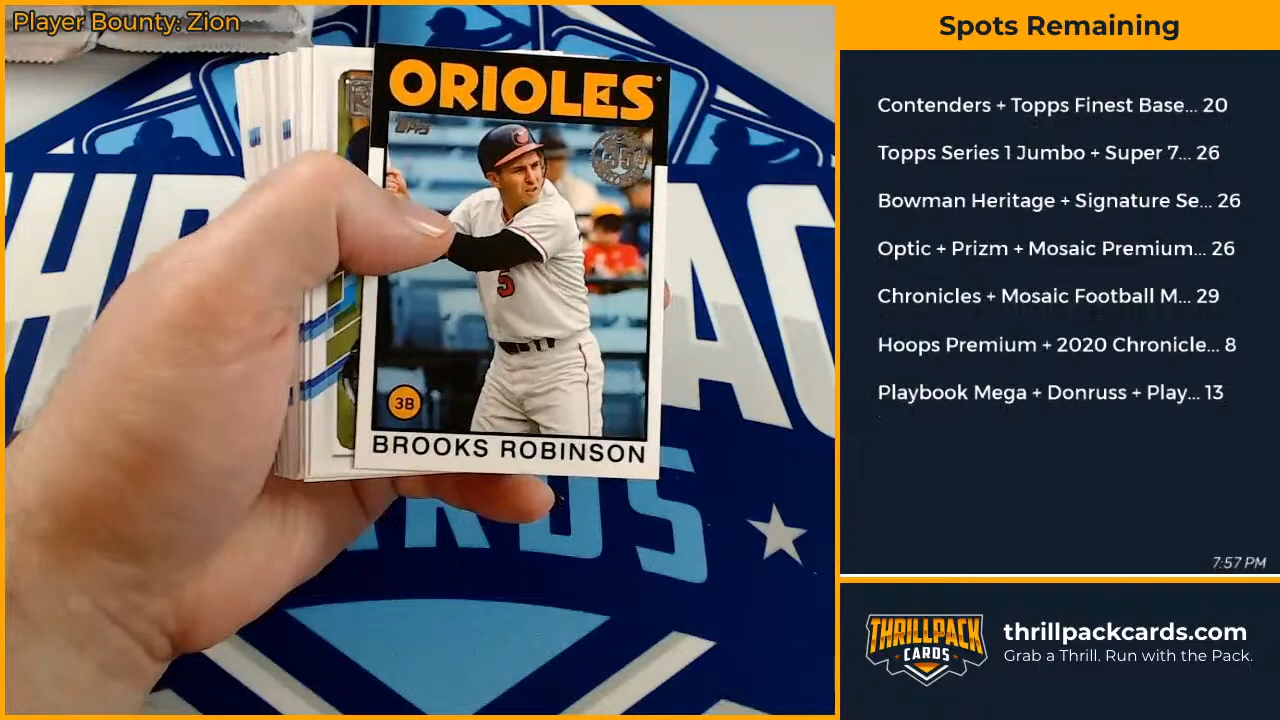 Player Bounty: Zion
ORIOLES
Topps
35
5
3B
BROOKS ROBINSON
Spots Remaining
Contenders + Topps Finest Base... 20
Topps Series 1 Jumbo + Super 7... 26
Bowman Heritage + Signature Se... 26
Optic + Prizm + Mosaic Premium... 26
Chronicles + Mosaic Football M... 29
Hoops Premium + 2020 Chronicle... 8
Playbook Mega + Donruss + Play... 13
7:57 PM
THRILLPACK
CARDS
thrillpackcards.com
Grab a Thrill. Run with the Pack.